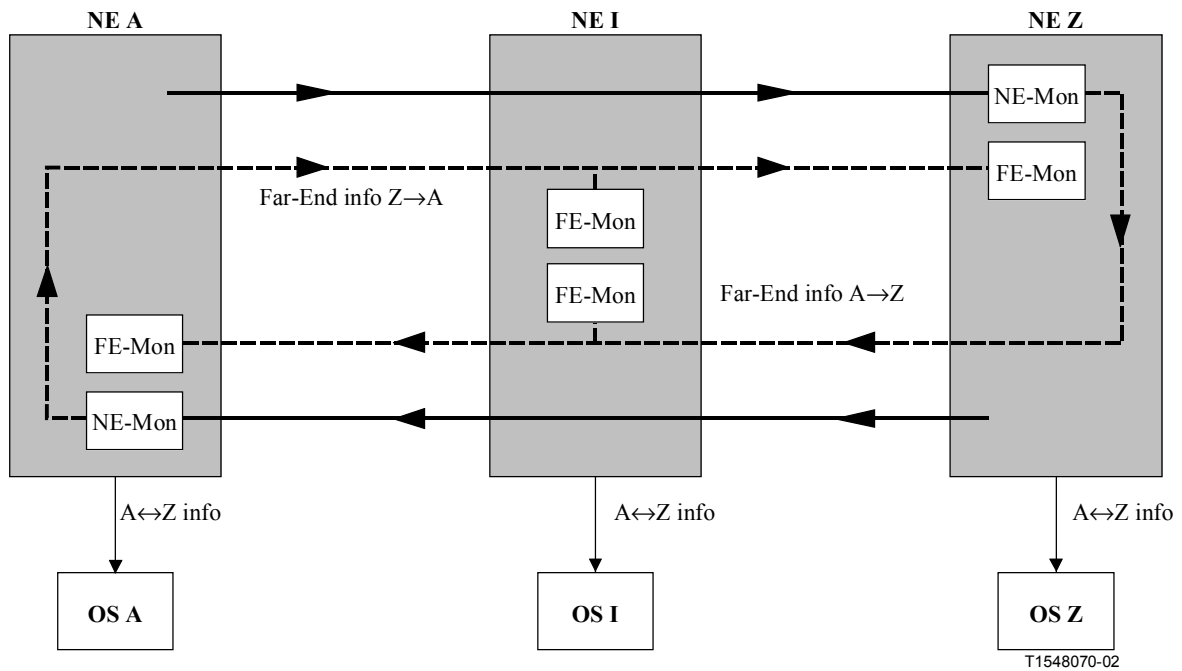 NE A
NE I
NE Z
NE-Mon
FE-Mon
Far-End info Z→A
FE-Mon
FE-Mon
Far-End info A→Z
FE-Mon
NE-Mon
A↔Z info
A↔Z info
A↔Z info
OS A
OS I
OS Z
T1548070-02